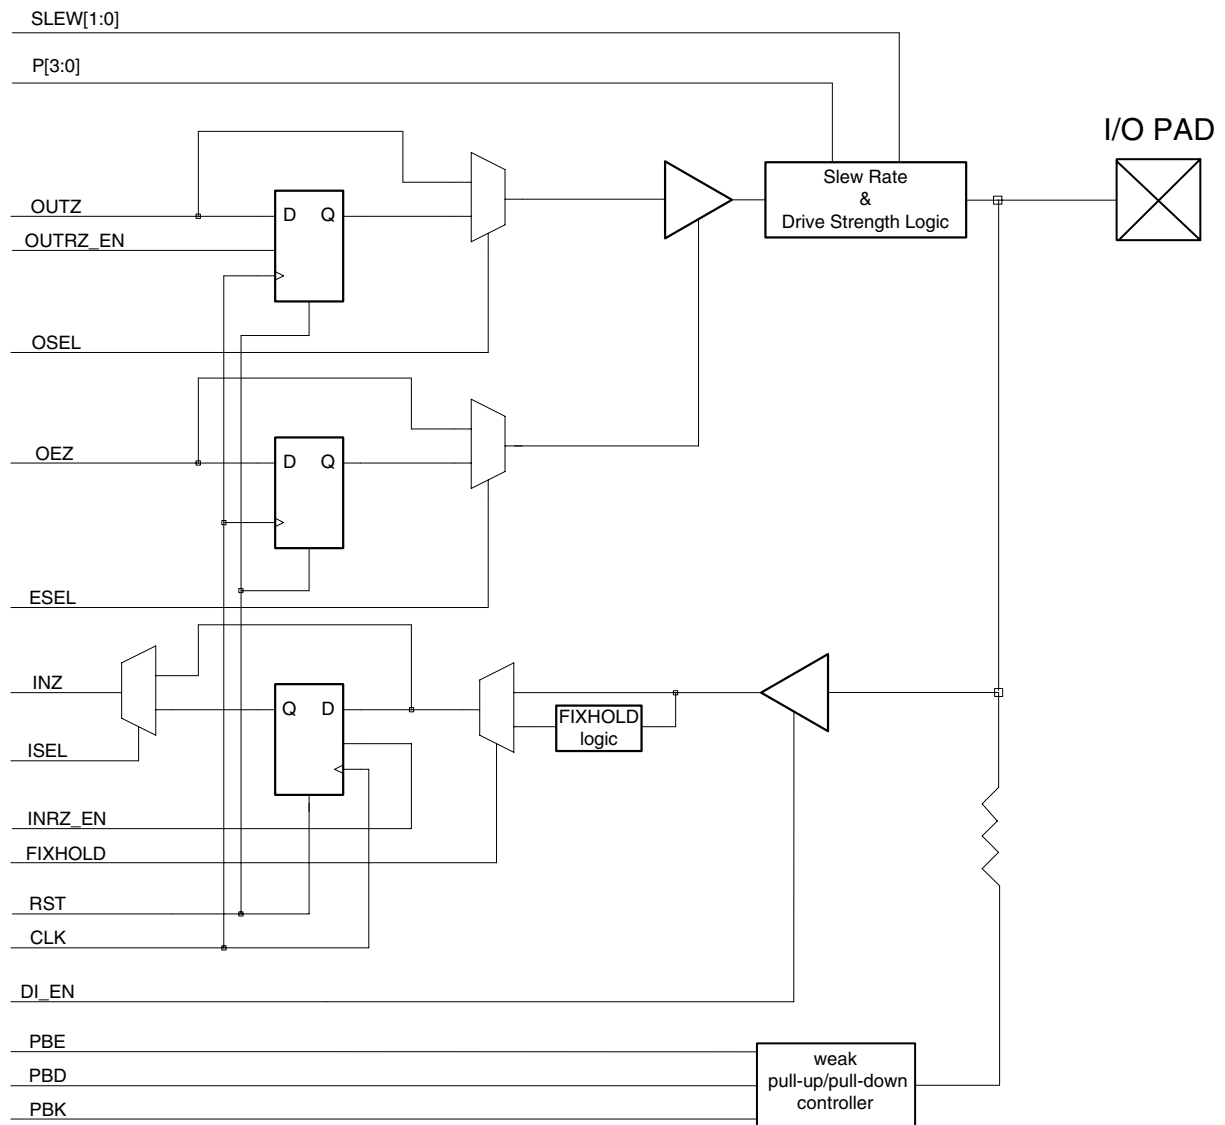 SLEW[1:0]
P[3:0]
I/O PAD
Slew Rate
&
Drive Strength Logic
OUTZ
D Q
OUTRZ_EN
OSEL
OEZ
D Q
ESEL
INZ
Q D
FIXHOLD
logic
ISEL
INRZ_EN
FIXHOLD
RST
CLK
DI_EN
PBE
weak
PBD
pull-up/pull-down
PBK
controller